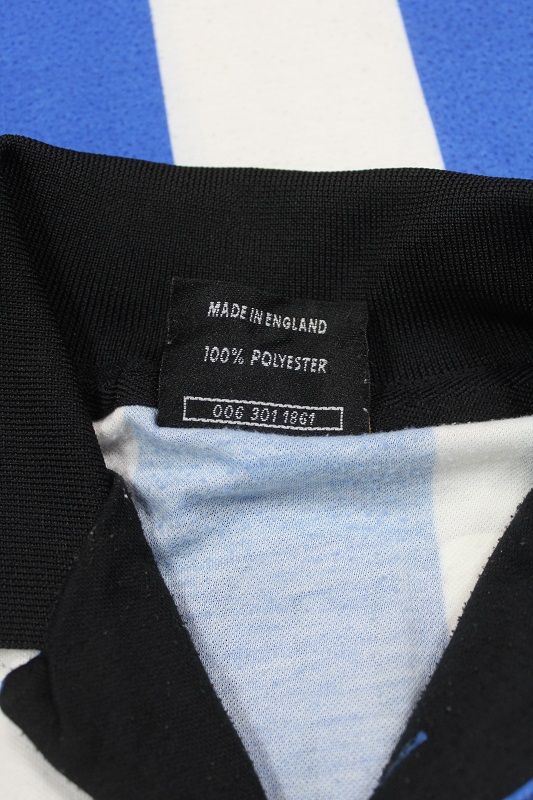 MADE IN ENGLAND
100% POLYESTER
006 301 1861